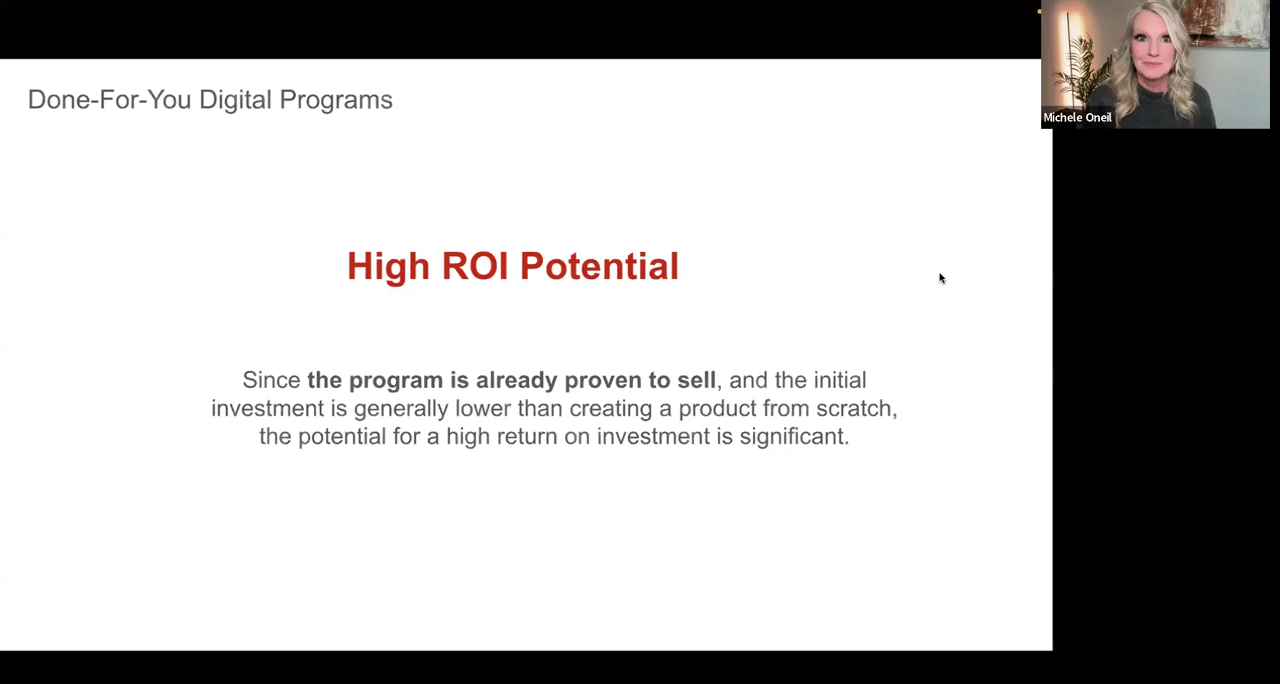 Done-For-You Digital Programs
Michele Oneil
High ROI Potential
Since the program is already proven to sell, and the initial
investment is generally lower than creating a product from scratch,
the potential for a high return on investment is significant.